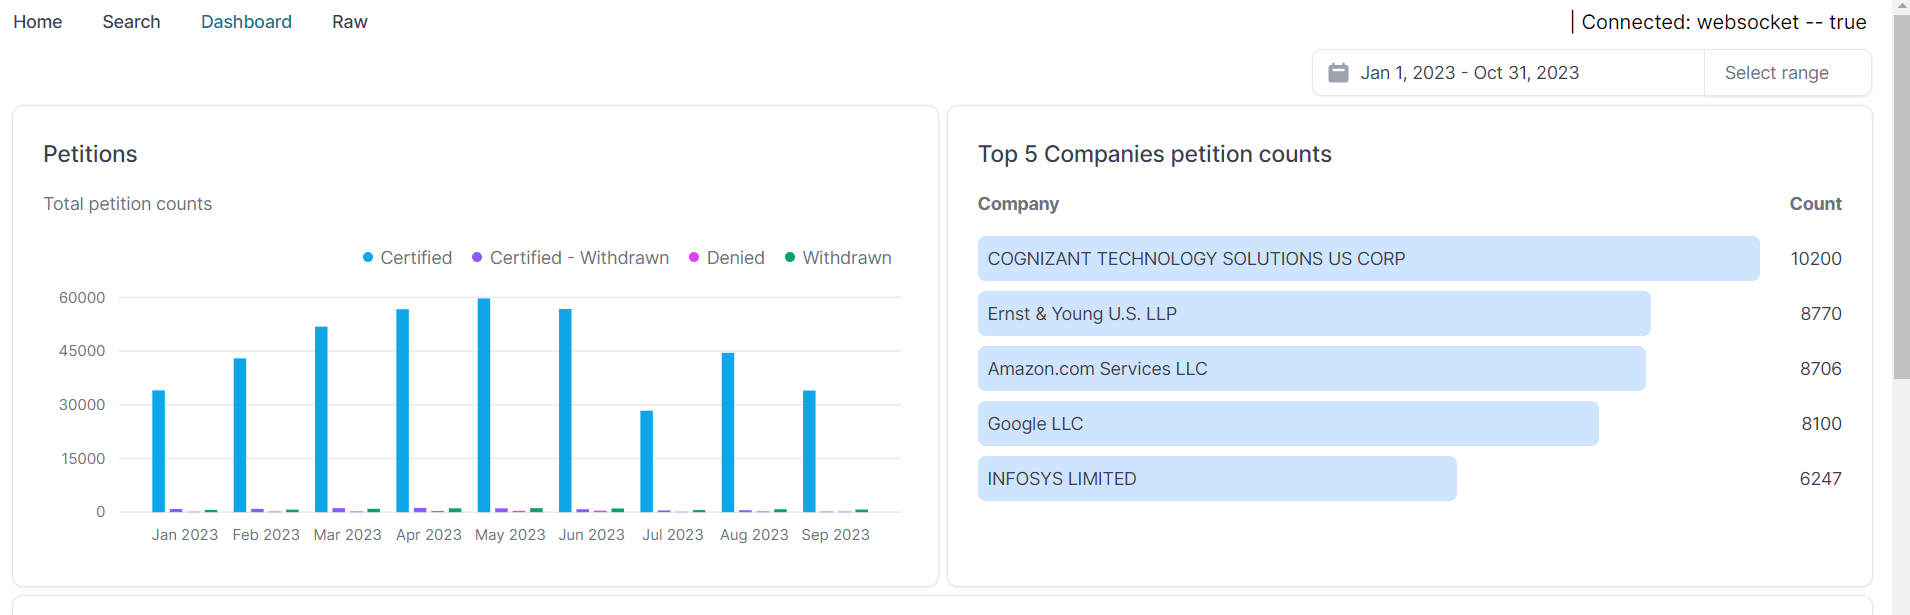 Home Search Dashboard Raw | Connected: websocket -- true
Jan 1, 2023 - Oct 31, 2023 Select range
Petitions
Total petition counts
Certified Certified - Withdrawn Denied Withdrawn
60000
45000
30000
15000
0
Jan 2023 Feb 2023 Mar 2023 Apr 2023 May 2023 Jun 2023 Jul 2023 Aug 2023 Sep 2023
Top 5 Companies petition counts
Company Count
COGNIZANT TECHNOLOGY SOLUTIONS US CORP 10200
Ernst & Young U.S. LLP 8770
Amazon.com Services LLC 8706
Google LLC 8100
INFOSYS LIMITED 6247